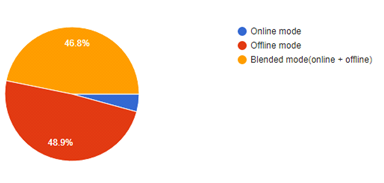 46.8%
48.9%
Online mode
Offline mode
Blended mode(online + offline)